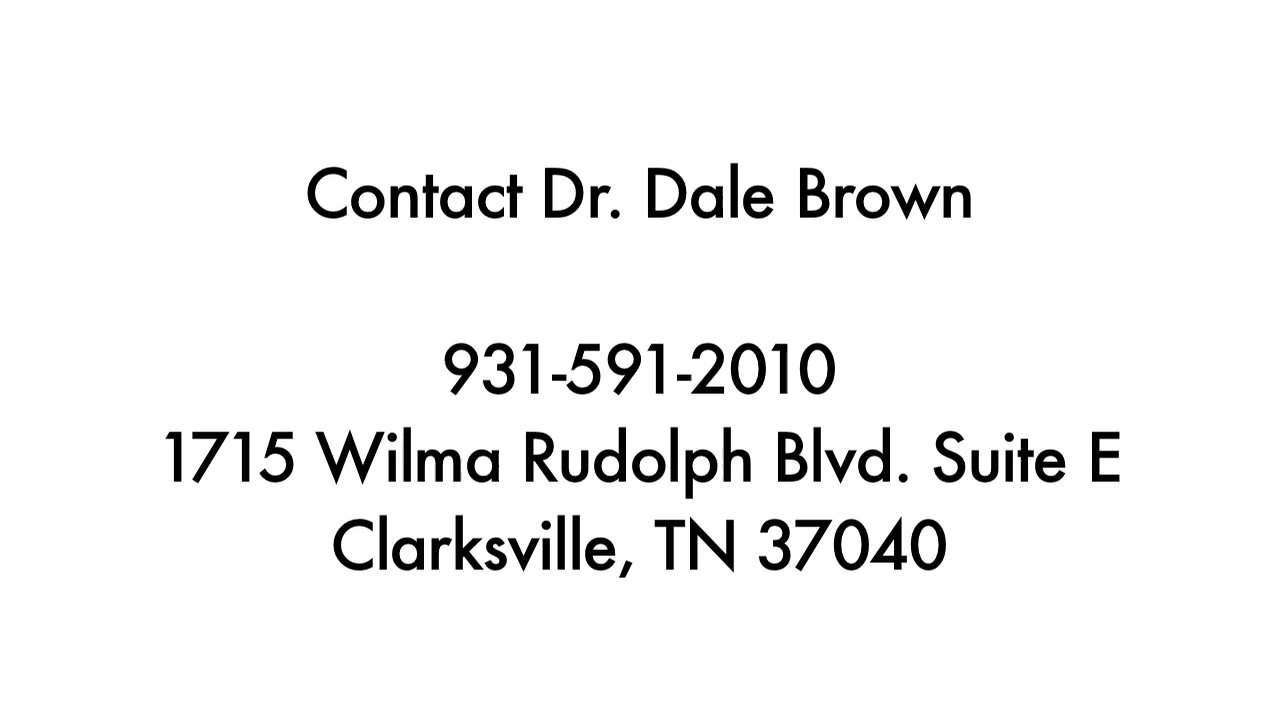 Contact Dr. Dale Brown
931-591-2010
1715 Wilma Rudolph Blvd. Suite E
Clarksville, TN 37040